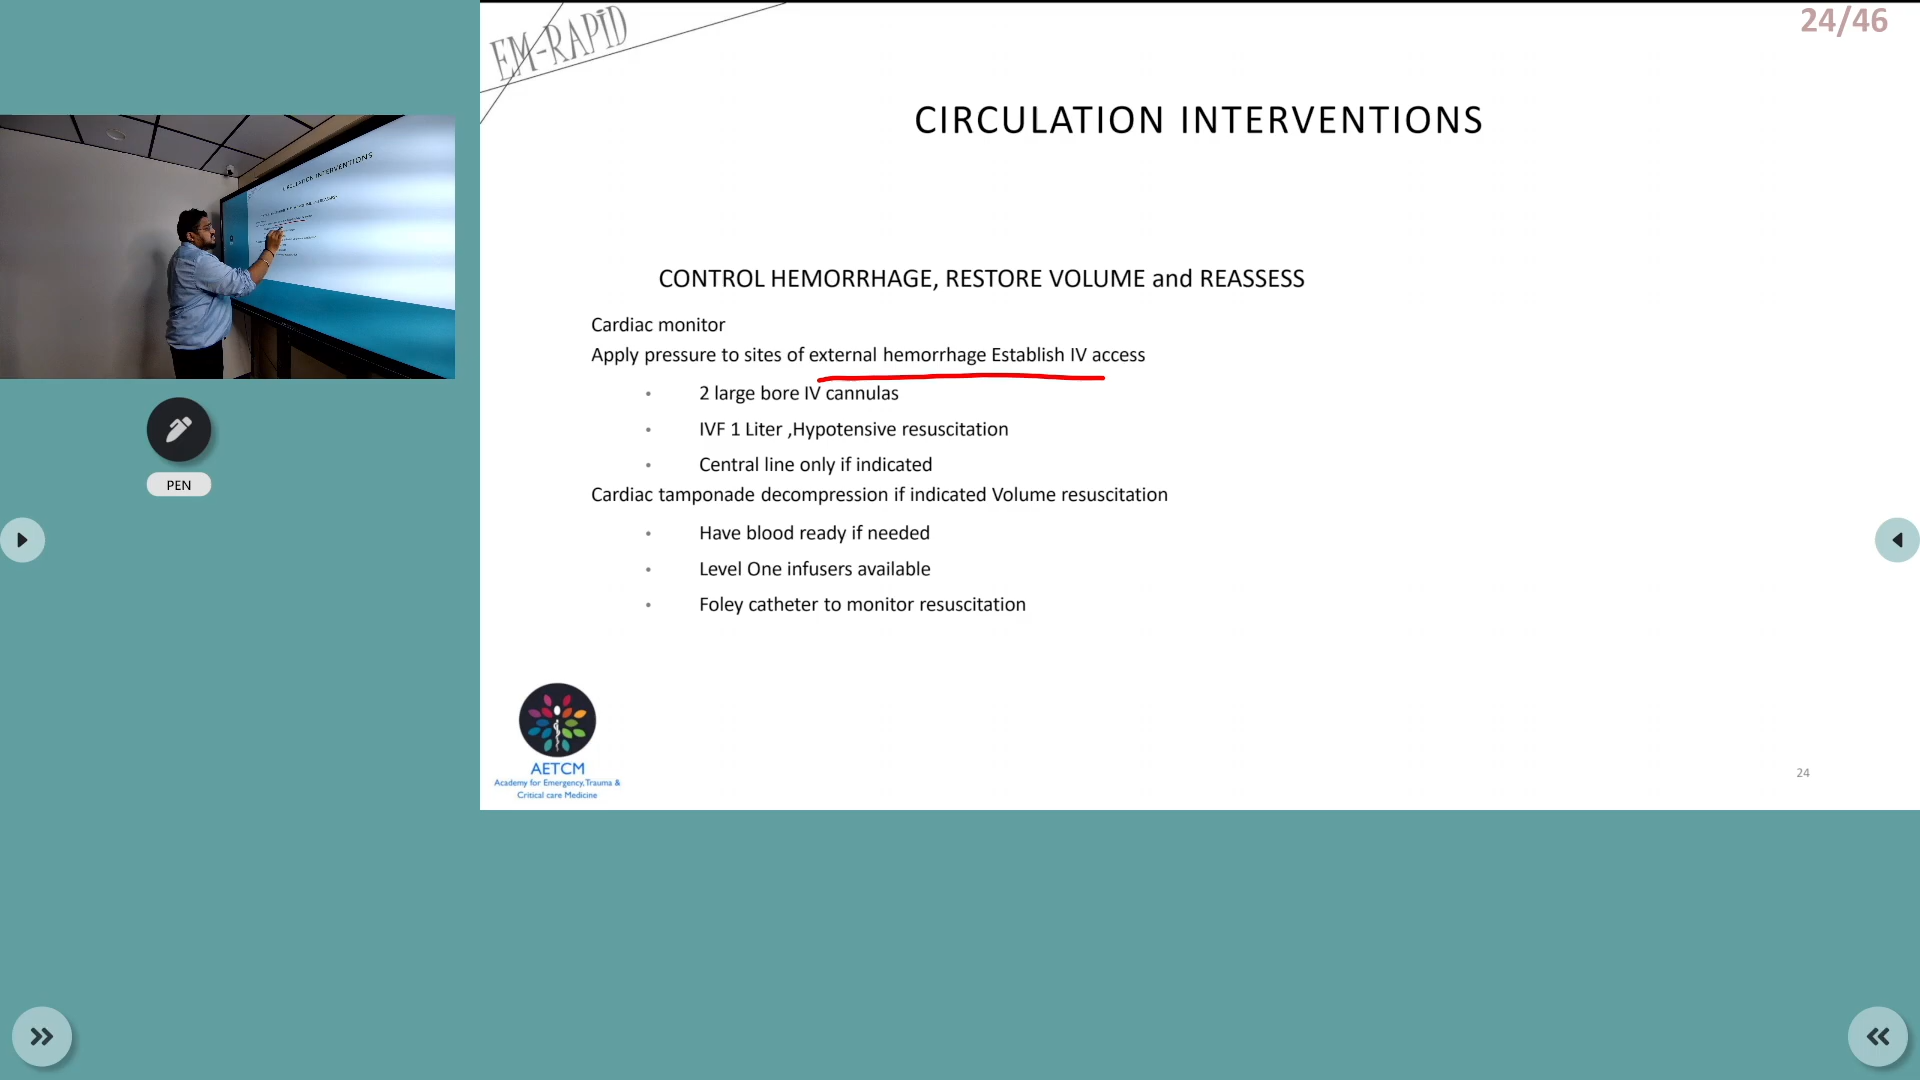 EM-RAPID
24/46
CIRCULATION INTERVENTIONS
CONTROL HEMORRHAGE, RESTORE VOLUME and REASSESS
Cardiac monitor
Apply pressure to sites of external hemorrhage Establish IV access
• 2 large bore IV cannulas
• IVF 1 Liter ,Hypotensive resuscitation
• Central line only if indicated
Cardiac tamponade decompression if indicated Volume resuscitation
• Have blood ready if needed
• Level One infusers available
• Foley catheter to monitor resuscitation
AETCM
Academy for Emergency,Trauma &
Critical care Medicine
24
PEN
CIRCULATION INTERVENTIONS